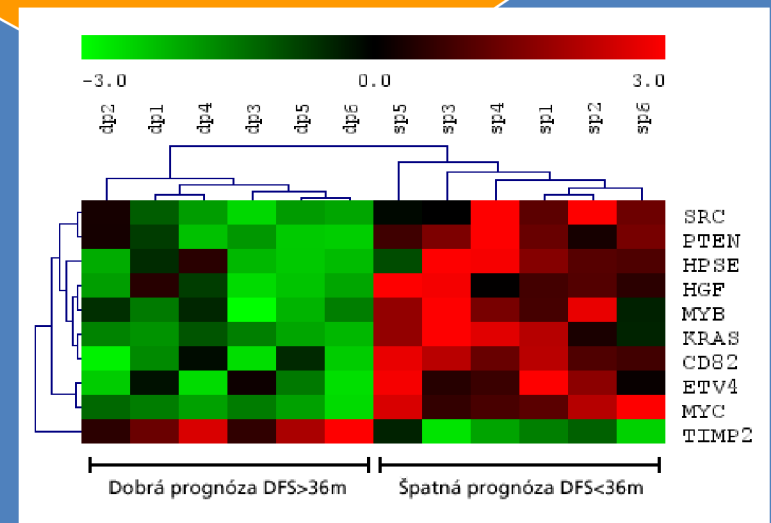 -3.0 0.0 3.0
dp2 dp1 dp4 dp3 dp5 dp6 sp5 sp3 sp4 sp1 sp2 sp6
SRC
PTEN
HPSE
HGF
MYB
KRAS
CD82
ETV4
MYC
TIMP2
Dobrá prognóza DFS>36m Špatná prognóza DFS<36m